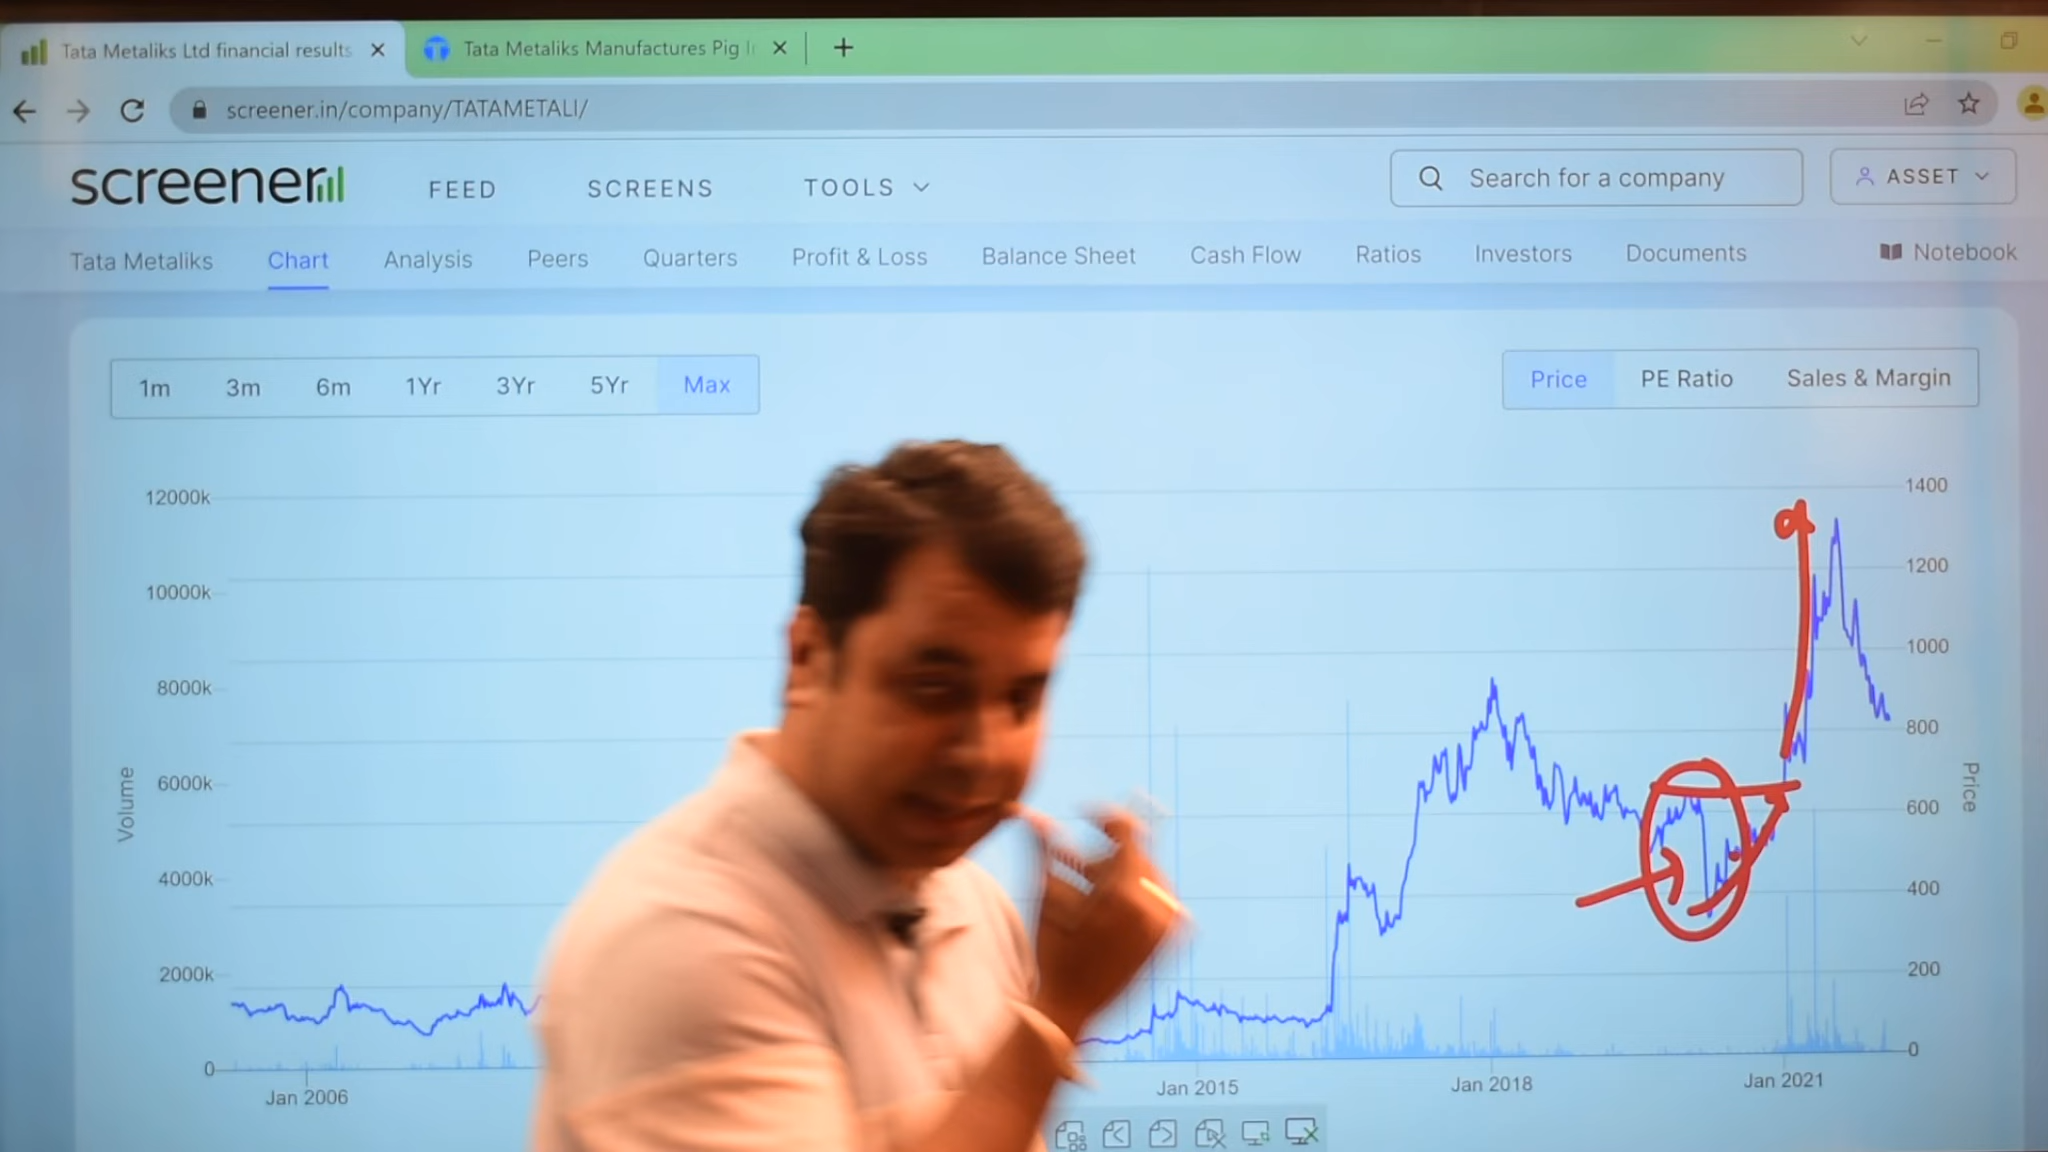 Tata Metaliks Ltd financial results
Tata Metaliks Manufactures Pig I
screener.in/company/TATAMETALI/
screener
FEED SCREENS TOOLS
Search for a company
ASSET
Tata Metaliks Chart Analysis Peers Quarters Profit & Loss Balance Sheet Cash Flow Ratios Investors Documents Notebook
1m 3m 6m 1Yr 3Yr 5Yr Max
Price PE Ratio Sales & Margin
12000k
10000k
8000k
6000k
4000k
2000k
0
Volume
1400
1200
1000
800
600
400
200
0
Price
Jan 2006 Jan 2015 Jan 2018 Jan 2021